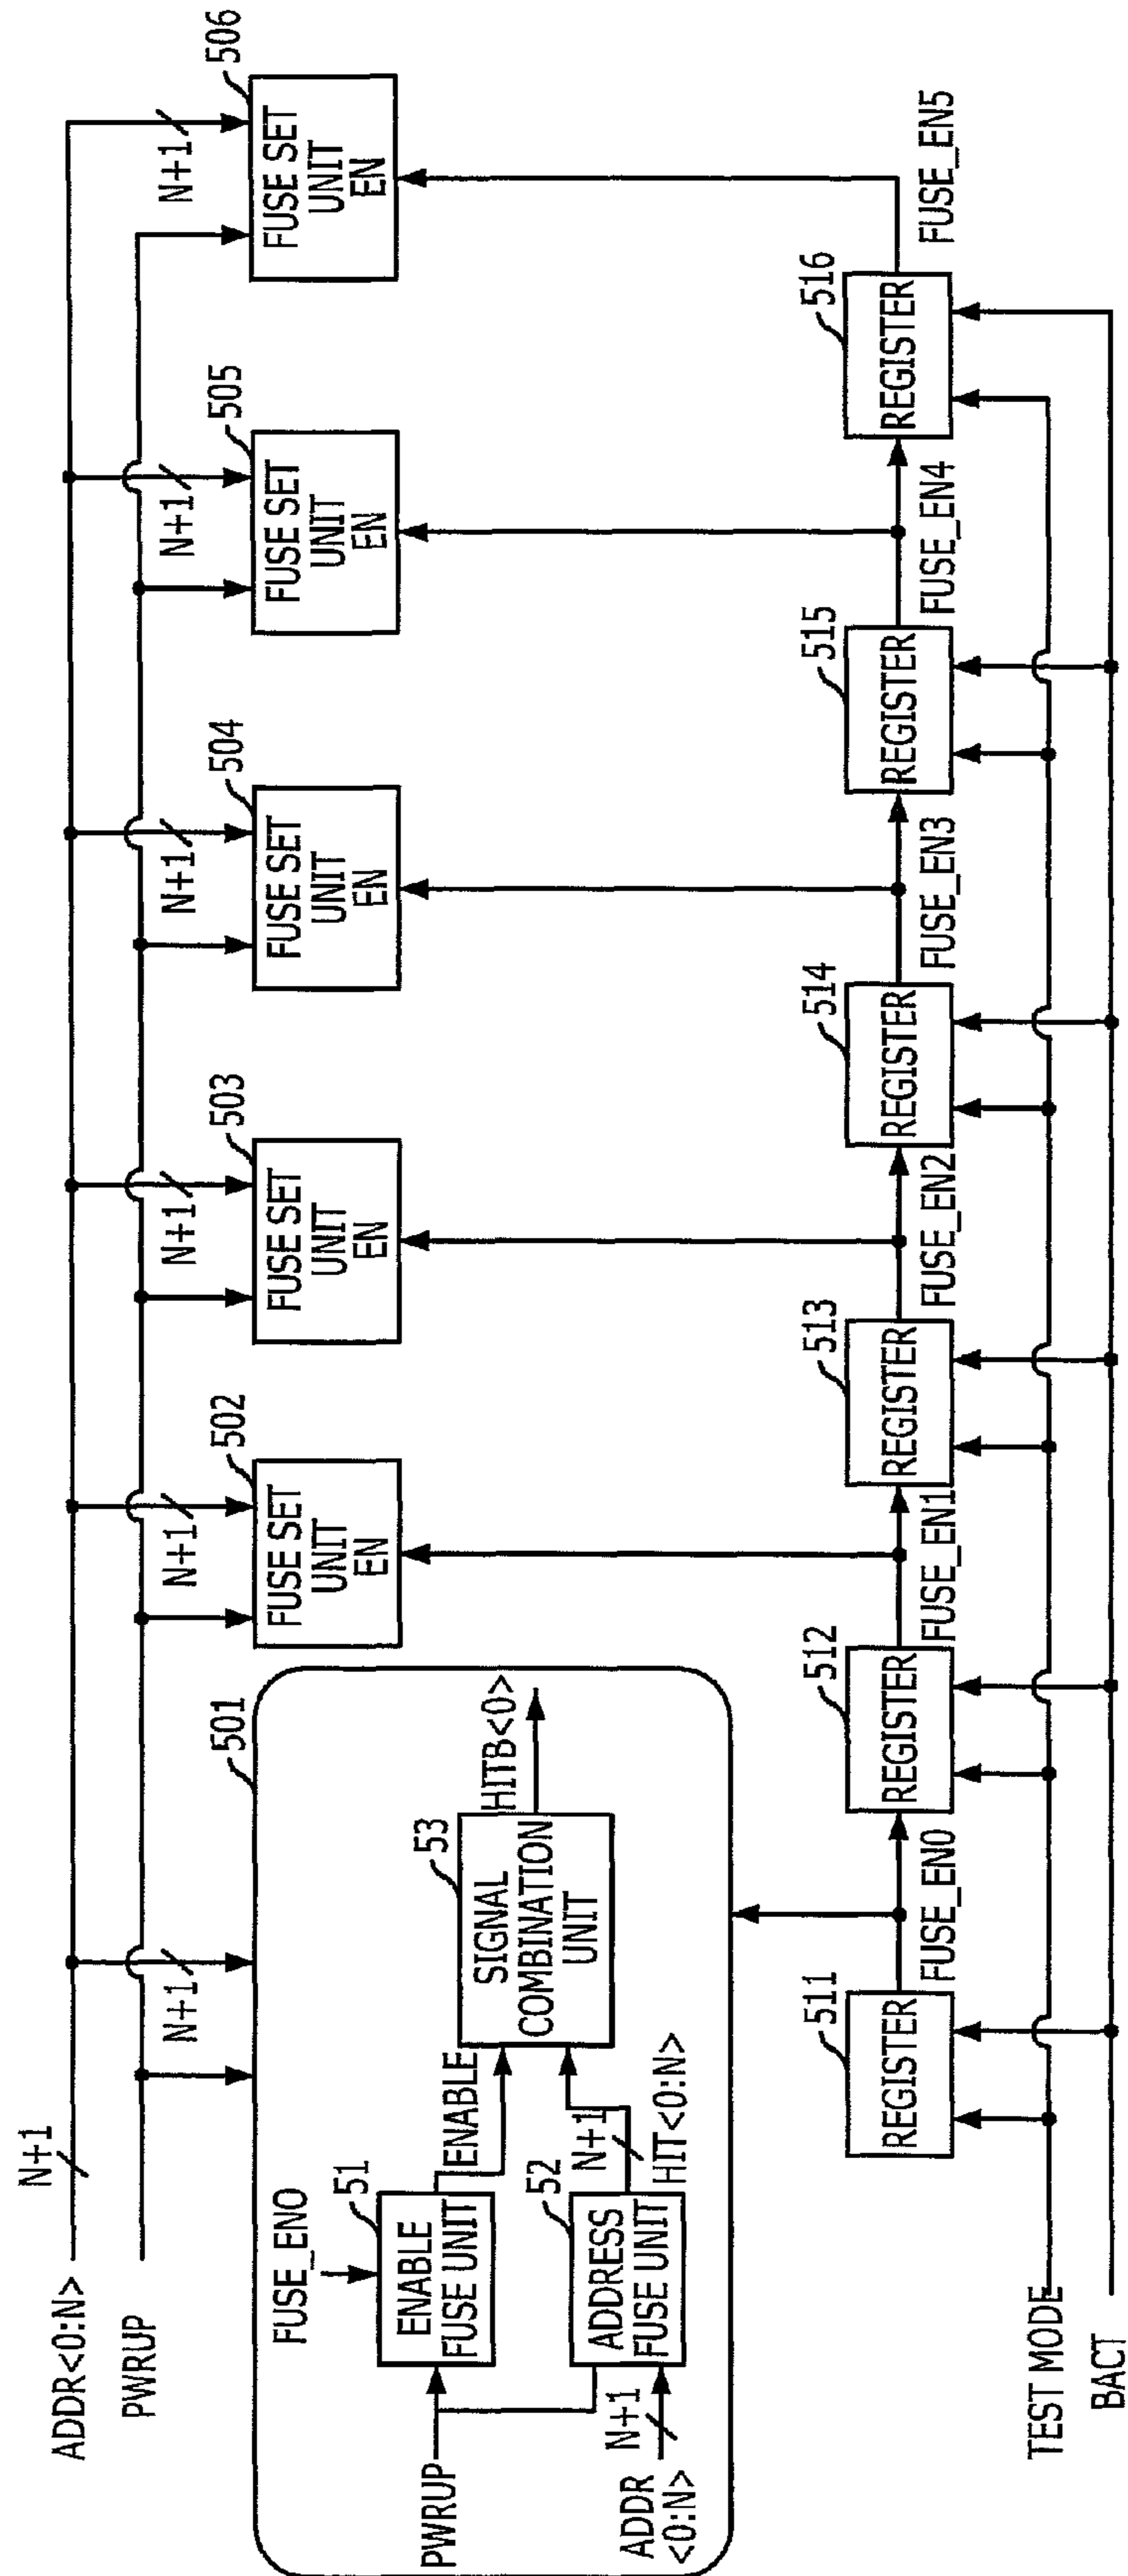 ADDR<0:N>
N+1
PWRUP
N+1
N+1
N+1
N+1
N+1
N+1
501
502
503
504
505
506
FUSE SET
UNIT
EN
FUSE SET
UNIT
EN
FUSE SET
UNIT
EN
FUSE SET
UNIT
EN
FUSE SET
UNIT
EN
FUSE_EN0
51
ENABLE
FUSE UNIT
ENABLE
PWRUP
52
ADDRESS
FUSE UNIT
N+1
HIT<0:N>
N+1
ADDR
<0:N>
53
SIGNAL
COMBINATION
UNIT
HITB<0>
511
REGISTER
FUSE_EN0
512
REGISTER
FUSE_EN1
513
REGISTER
FUSE_EN2
514
REGISTER
FUSE_EN3
515
REGISTER
FUSE_EN4
516
REGISTER
FUSE_EN5
TEST MODE
BACT